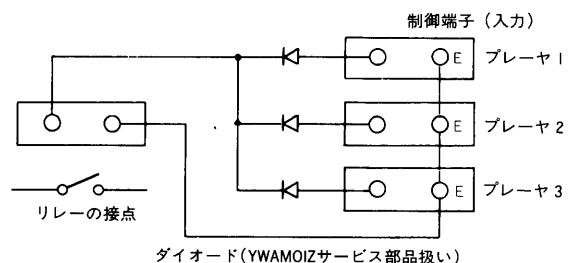 制御端子(入力)
E プレーヤ1
E プレーヤ2
E プレーヤ3
リレーの接点
ダイオード(YWAMOIZサービス部品扱い)